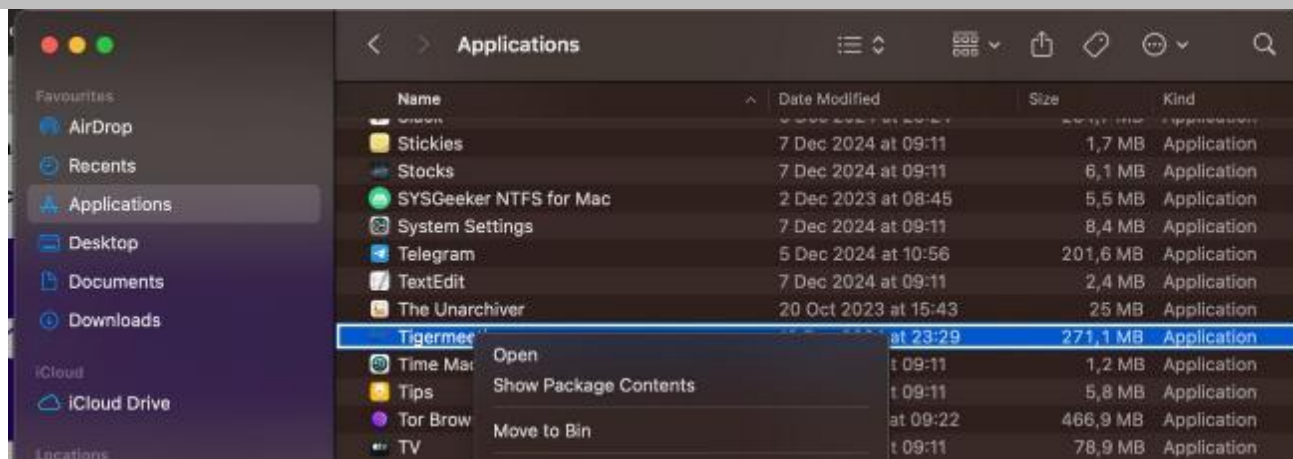 Applications
Favourites
AirDrop
Recents
Applications
Desktop
Documents
Downloads
iCloud
iCloud Drive
Locations
Name Date Modified Size Kind
Stickies 7 Dec 2024 at 09:11 1,7 MB Application
Stocks 7 Dec 2024 at 09:11 6,1 MB Application
SYSGeeker NTFS for Mac 2 Dec 2023 at 08:45 5,5 MB Application
System Settings 7 Dec 2024 at 09:11 8,4 MB Application
Telegram 5 Dec 2024 at 10:56 201,6 MB Application
TextEdit 7 Dec 2024 at 09:11 2,4 MB Application
The Unarchiver 20 Oct 2023 at 15:43 25 MB Application
at 23:29 271,1 MB Application
Time 09:11 1,2 MB Application
Tips 09:11 5,8 MB Application
Tor Brow at 09:22 466,9 MB Application
TV 09:11 78,9 MB Application
Open
Show Package Contents
Move to Bin